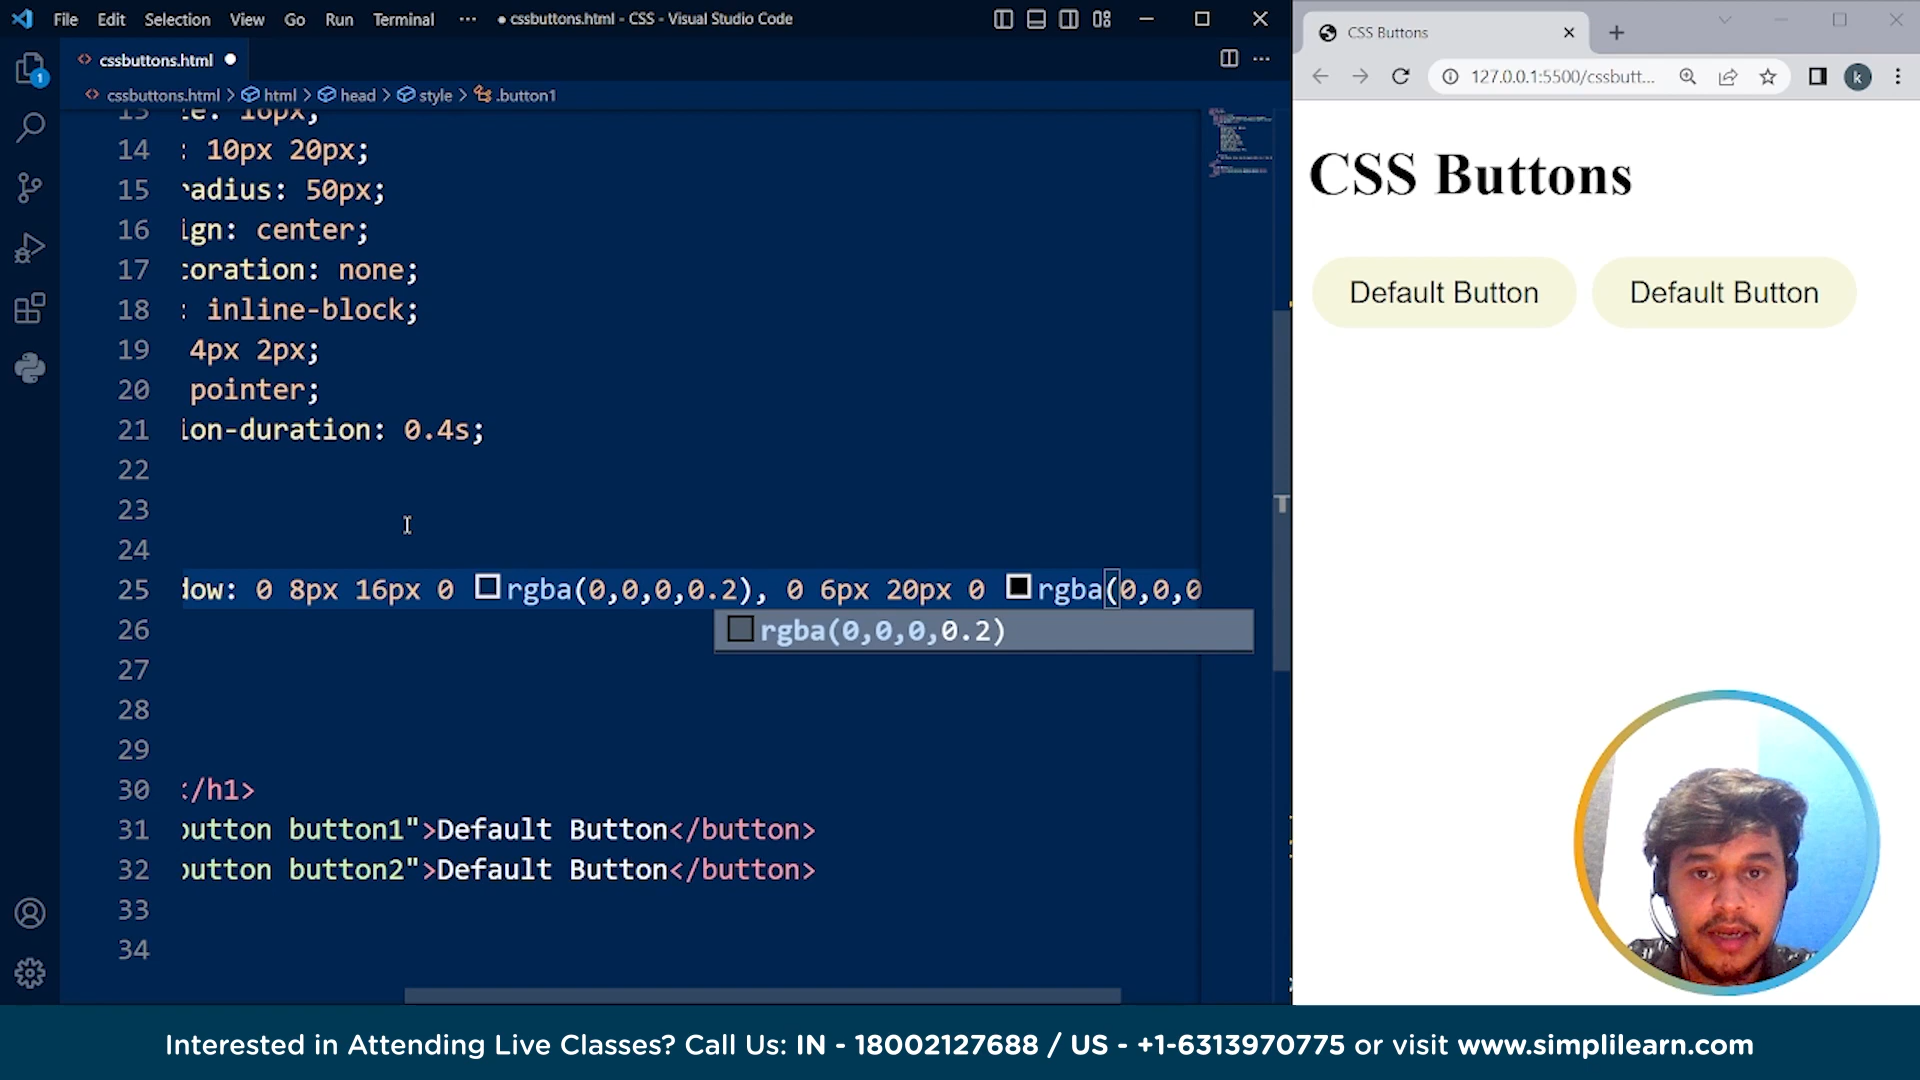 File Edit Selection View Go Run Terminal ··· ● cssbuttons.html - CSS - Visual Studio Code
<> cssbuttons.html ●
<> cssbuttons.html > html > head > style > .button1
14 : 10px 20px;
15 radius: 50px;
16 ign: center;
17 coration: none;
18 : inline-block;
19 4px 2px;
20 pointer;
21 ion-duration: 0.4s;
22
23
24
25 dow: 0 8px 16px 0 rgba(0,0,0,0.2), 0 6px 20px 0 rgba(0,0,0
rgba(0,0,0,0.2)
26
27
28
29
30 </h1>
31 button button1">Default Button</button>
32 button button2">Default Button</button>
33
34
1
CSS Buttons
127.0.0.1:5500/cssbutt...
k
CSS Buttons
Default Button Default Button
Interested in Attending Live Classes? Call Us: IN - 18002127688 / US - +1-6313970775 or visit www.simplilearn.com